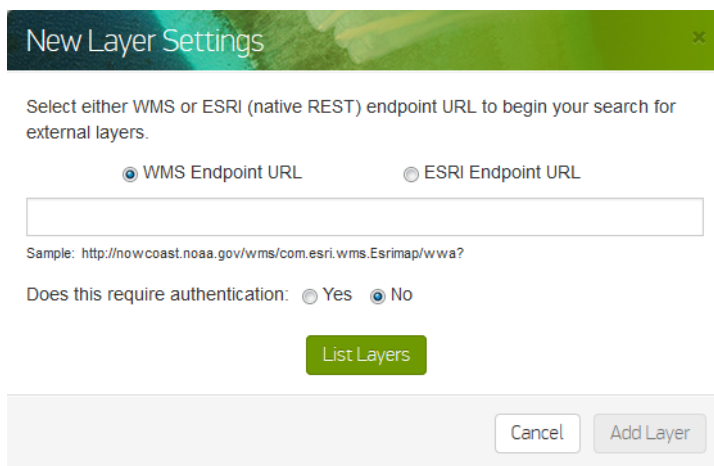 New Layer Settings
Select either WMS or ESRI (native REST) endpoint URL to begin your search for
external layers.
WMS Endpoint URL ESRI Endpoint URL
Sample: http://nowcoast.noaa.gov/wms/com.esri.wms.Esrimap/wwa?
Does this require authentication: Yes No
List Layers
Cancel Add Layer